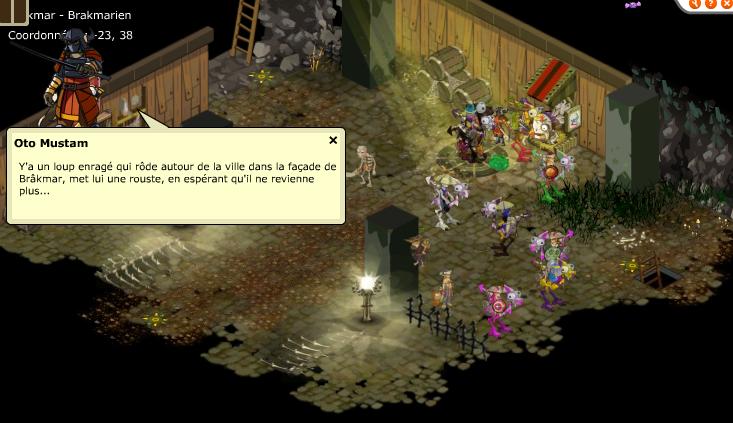 kmar - Brakmarien
Coordonn -23, 38
Oto Mustam
Y'a un loup enragé qui rôde autour de la ville dans la façade de
Brâkmar, met lui une rouste, en espérant qu'il ne revienne
plus...